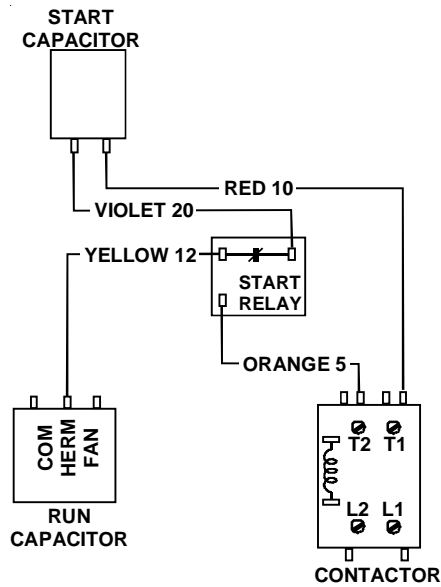 START
CAPACITOR
RED 10
VIOLET 20
YELLOW 12
START
RELAY
ORANGE 5
COM
HERM
FAN
T2 T1
L2 L1
RUN
CAPACITOR
CONTACTOR